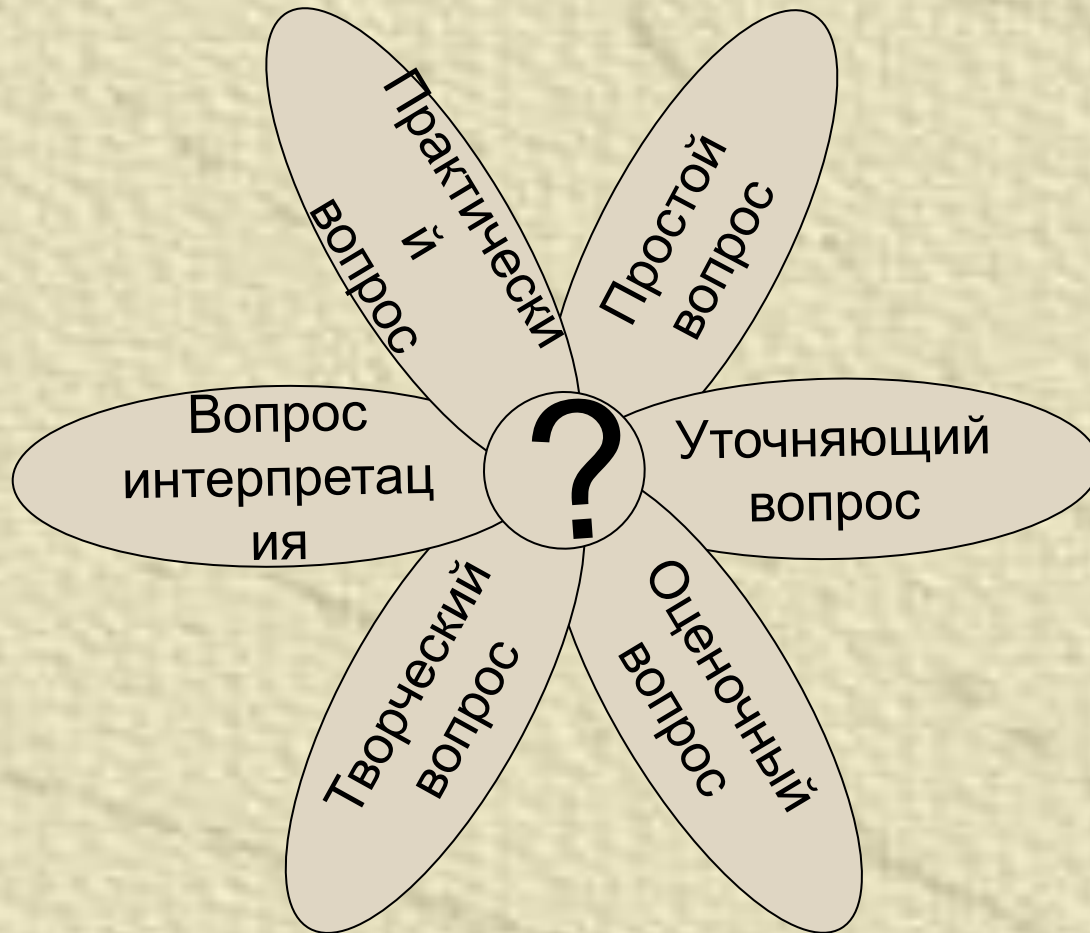 Практически
й
вопрос
Простой
вопрос
Вопрос
интерпретац
ия
?
Уточняющий
вопрос
Творческий
вопрос
Оценочный
вопрос